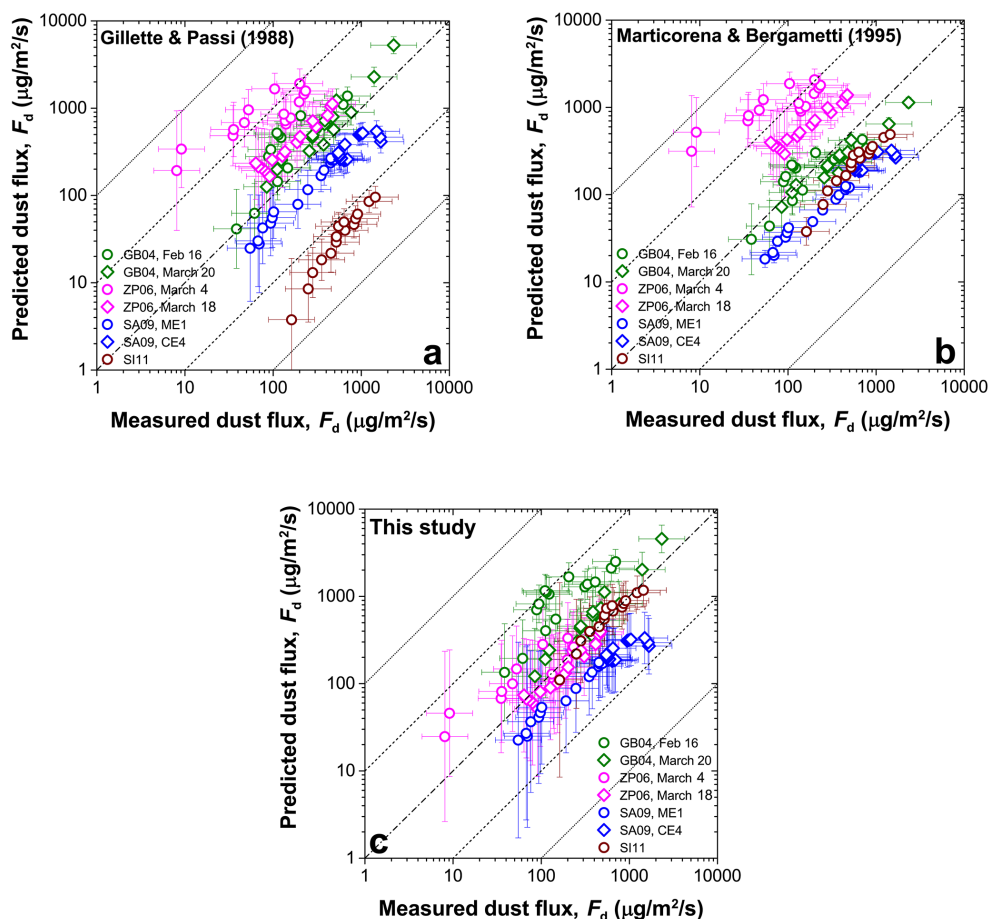 Gillette & Passi (1988)
10000
1000
100
10
1
Predicted dust flux, Fd (μg/m²/s)
GB04, Feb 16
GB04, March 20
ZP06, March 4
ZP06, March 18
SA09, ME1
SA09, CE4
SI11
a
1 10 100 1000 10000
Measured dust flux, Fd (μg/m²/s)
Marticorena & Bergametti (1995)
10000
1000
100
10
1
Predicted dust flux, Fd (μg/m²/s)
GB04, Feb 16
GB04, March 20
ZP06, March 4
ZP06, March 18
SA09, ME1
SA09, CE4
SI11
b
1 10 100 1000 10000
Measured dust flux, Fd (μg/m²/s)
This study
10000
1000
100
10
1
Predicted dust flux, Fd (μg/m²/s)
GB04, Feb 16
GB04, March 20
ZP06, March 4
ZP06, March 18
SA09, ME1
SA09, CE4
SI11
c
1 10 100 1000 10000
Measured dust flux, Fd (μg/m²/s)